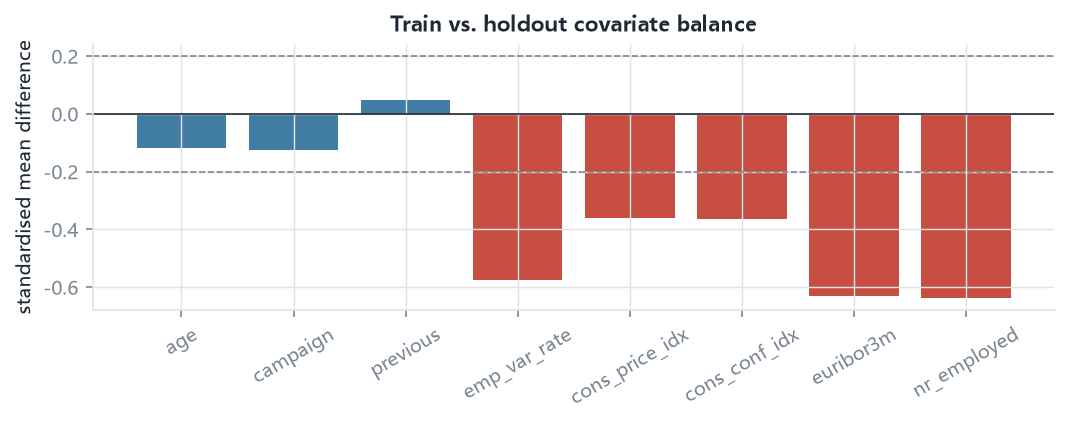 Train vs. holdout covariate balance
standardised mean difference
0.2
0.0
-0.2
-0.4
-0.6
age
campaign
previous
emp_var_rate
cons_price_idx
cons_conf_idx
euribor3m
nr_employed